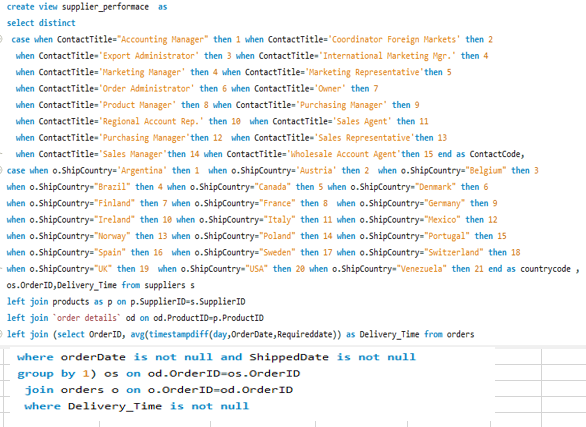 create view supplier_performace  as
select distinct
case when ContactTitle="Accounting Manager" then 1 when ContactTitle='Coordinator Foreign Markets' then 2
when ContactTitle='Export Administrator' then 3 when ContactTitle='International Marketing Mgr.' then 4
when ContactTitle='Marketing Manager' then 4 when ContactTitle='Marketing Representative'then 5
when ContactTitle='Order Administrator' then 6 when ContactTitle='Owner' then 7
when ContactTitle='Product Manager' then 8 when ContactTitle='Purchasing Manager' then 9
when ContactTitle='Regional Account Rep.' then 10  when ContactTitle='Sales Agent' then 11
when ContactTitle='Purchasing Manager'then 12  when ContactTitle='Sales Representative'then 13
when ContactTitle='Sales Manager'then 14 when ContactTitle='Wholesale Account Agent'then 15 end as ContactCode,
case when o.ShipCountry='Argentina' then 1  when o.ShipCountry='Austria' then 2  when o.ShipCountry="Belgium" then 3
when o.ShipCountry="Brazil" then 4 when o.ShipCountry="Canada" then 5 when o.ShipCountry="Denmark" then 6
when o.ShipCountry="Finland" then 7 when o.ShipCountry="France" then 8  when o.ShipCountry="Germany" then 9
when o.ShipCountry="Ireland" then 10 when o.ShipCountry="Italy" then 11 when o.ShipCountry="Mexico" then 12
when o.ShipCountry="Norway" then 13 when o.ShipCountry="Poland" then 14 when o.ShipCountry="Portugal" then 15
when o.ShipCountry="Spain" then 16  when o.ShipCountry="Sweden" then 17 when o.ShipCountry="Switzerland" then 18
when o.ShipCountry="UK" then 19  when o.ShipCountry="USA" then 20 when o.ShipCountry="Venezuela" then 21 end as countrycode ,
os.OrderID,Delivery_Time from suppliers s
left join products as p on p.SupplierID=s.SupplierID
left join `order details` od on od.ProductID=p.ProductID
left join (select OrderID, avg(timestampdiff(day,OrderDate,Requireddate)) as Delivery_Time from orders
where orderDate is not null and ShippedDate is not null
group by 1) os on od.OrderID=os.OrderID
join orders o on o.OrderID=od.OrderID
where Delivery_Time is not null